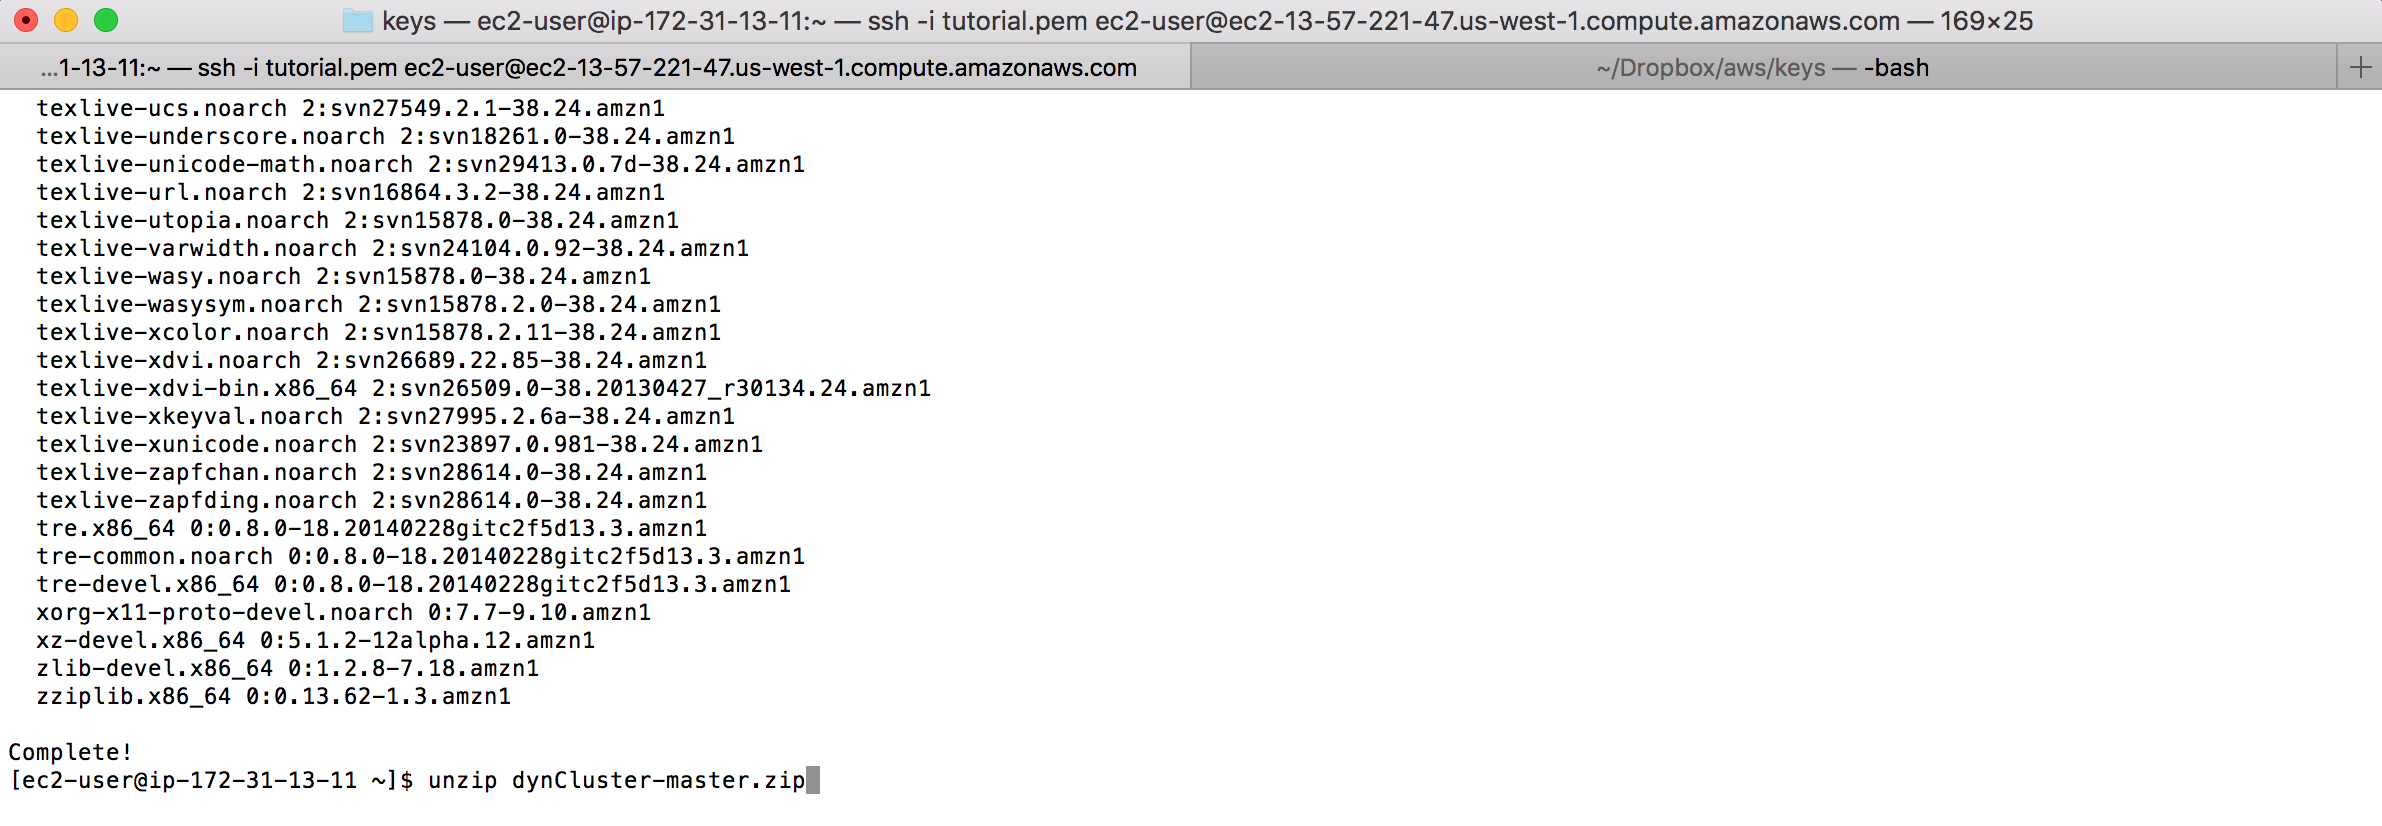 keys — ec2-user@ip-172-31-13-11:~ — ssh -i tutorial.pem ec2-user@ec2-13-57-221-47.us-west-1.compute.amazonaws.com — 169×25
...1-13-11:~ — ssh -i tutorial.pem ec2-user@ec2-13-57-221-47.us-west-1.compute.amazonaws.com
~/Dropbox/aws/keys — -bash
texlive-ucs.noarch 2:svn27549.2.1-38.24.amzn1
texlive-underscore.noarch 2:svn18261.0-38.24.amzn1
texlive-unicode-math.noarch 2:svn29413.0.7d-38.24.amzn1
texlive-url.noarch 2:svn16864.3.2-38.24.amzn1
texlive-utopia.noarch 2:svn15878.0-38.24.amzn1
texlive-varwidth.noarch 2:svn24104.0.92-38.24.amzn1
texlive-wasy.noarch 2:svn15878.0-38.24.amzn1
texlive-wasysym.noarch 2:svn15878.2.0-38.24.amzn1
texlive-xcolor.noarch 2:svn15878.2.11-38.24.amzn1
texlive-xdvi.noarch 2:svn26689.22.85-38.24.amzn1
texlive-xdvi-bin.x86_64 2:svn26509.0-38.20130427_r30134.24.amzn1
texlive-xkeyval.noarch 2:svn27995.2.6a-38.24.amzn1
texlive-xunicode.noarch 2:svn23897.0.981-38.24.amzn1
texlive-zapfchan.noarch 2:svn28614.0-38.24.amzn1
texlive-zapfding.noarch 2:svn28614.0-38.24.amzn1
tre.x86_64 0:0.8.0-18.20140228gitc2f5d13.3.amzn1
tre-common.noarch 0:0.8.0-18.20140228gitc2f5d13.3.amzn1
tre-devel.x86_64 0:0.8.0-18.20140228gitc2f5d13.3.amzn1
xorg-x11-proto-devel.noarch 0:7.7-9.10.amzn1
xz-devel.x86_64 0:5.1.2-12alpha.12.amzn1
zlib-devel.x86_64 0:1.2.8-7.18.amzn1
zziplib.x86_64 0:0.13.62-1.3.amzn1
Complete!
[ec2-user@ip-172-31-13-11 ~]$ unzip dynCluster-master.zip